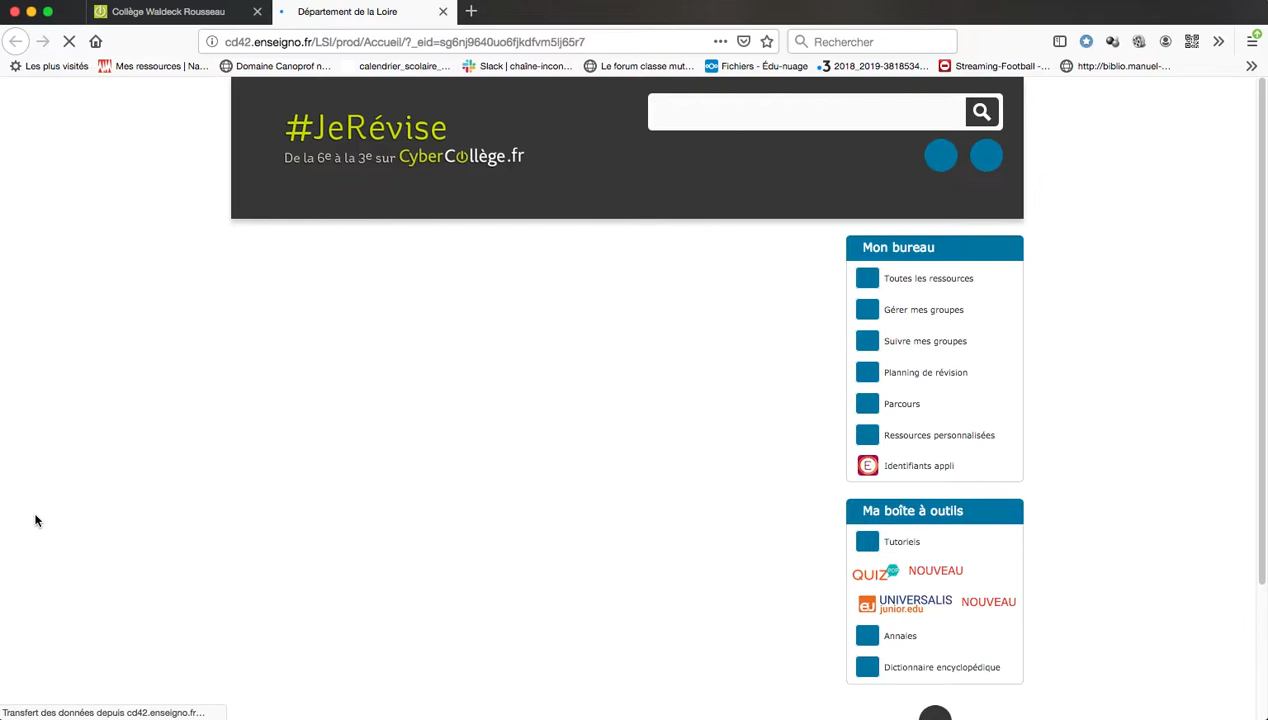 Collège Waldeck Rousseau
Département de la Loire
cd42.enseigno.fr/LSI/prod/Accueil/?_eid=sg6nj9640uo6fjkdfvm5lj65r7
Rechercher
Les plus visités
Mes ressources | Na...
Domaine Canoprof n...
calendrier_scolaire_...
Slack | chaîne-incon...
Le forum classe mut...
Fichiers - Édu-nuage
2018_2019-3818534...
Streaming-Football -...
http://biblio.manuel-...
#JeRévise
De la 6e à la 3e sur CyberCollège.fr
Mon bureau
Toutes les ressources
Gérer mes groupes
Suivre mes groupes
Planning de révision
Parcours
Ressources personnalisées
E
Identifiants appli
Ma boîte à outils
Tutoriels
QUIZ POP NOUVEAU
eu UNIVERSALIS junior.edu NOUVEAU
Annales
Dictionnaire encyclopédique
Transfert des données depuis cd42.enseigno.fr...